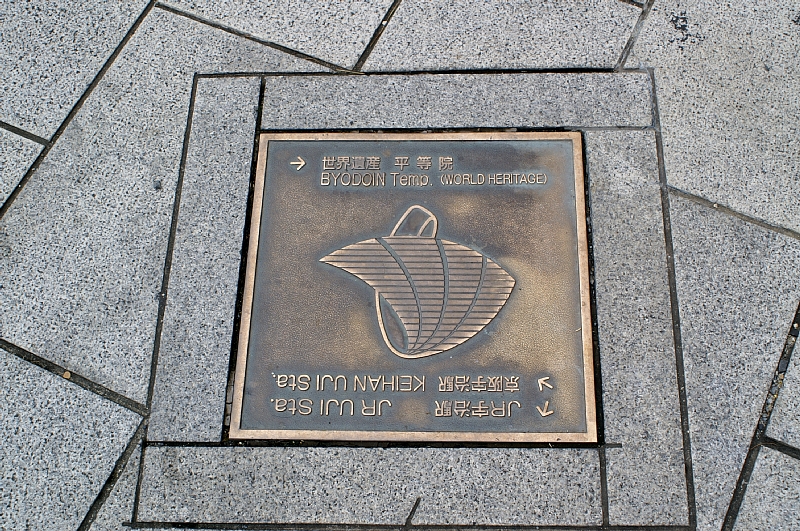 → 世界遺産 平等院
BYODOIN Temp. (WORLD HERITAGE)
JR宇治駅 JR UJI Sta.
京阪宇治駅 KEIHAN UJI Sta.